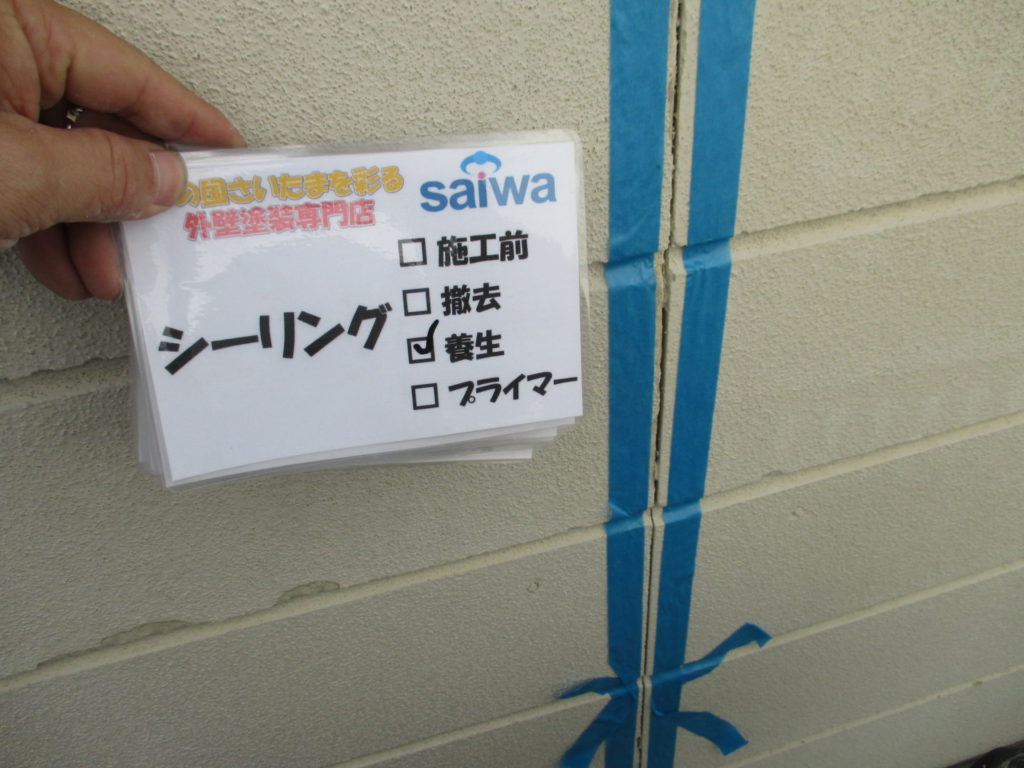 の国さいたまを彩る
外壁塗装専門店
saiwa
シーリング
施工前
撤去
養生
プライマー